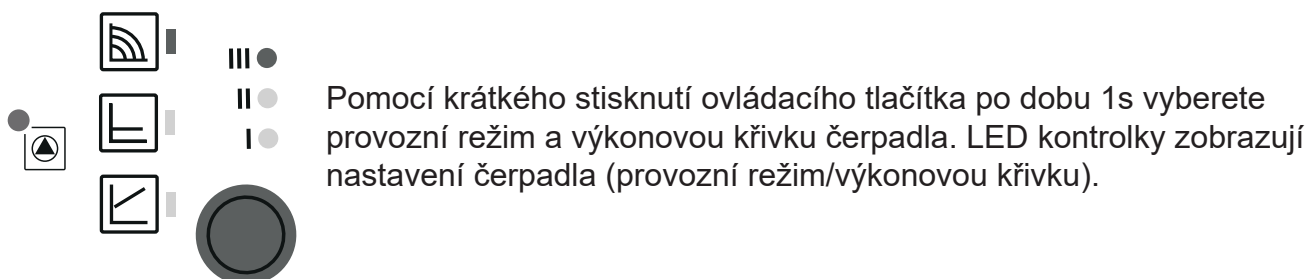 III
II
I
Pomocí krátkého stisknutí ovládacího tlačítka po dobu 1s vyberete
provozní režim a výkonovou křivku čerpadla. LED kontrolky zobrazují
nastavení čerpadla (provozní režim/výkonovou křivku).